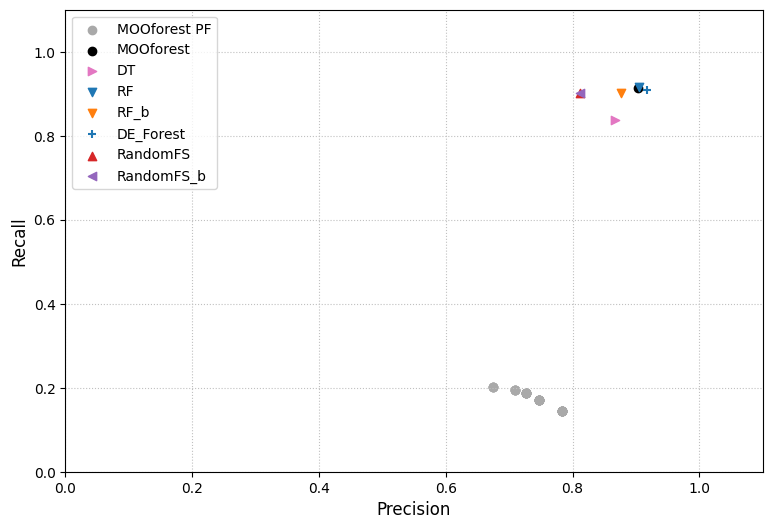 MOOforest PF
MOOforest
DT
RF
RF_b
DE_Forest
RandomFS
RandomFS_b
1.0
0.8
0.6
0.4
0.2
0.0
Recall
0.0 0.2 0.4 0.6 0.8 1.0
Precision